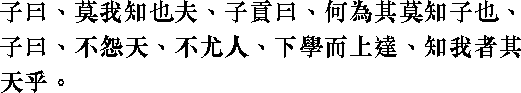 子曰、莫我知也夫、子貢曰、何為其莫知子也、
子曰、不怨天、不尤人、下學而上達、知我者其
天乎。